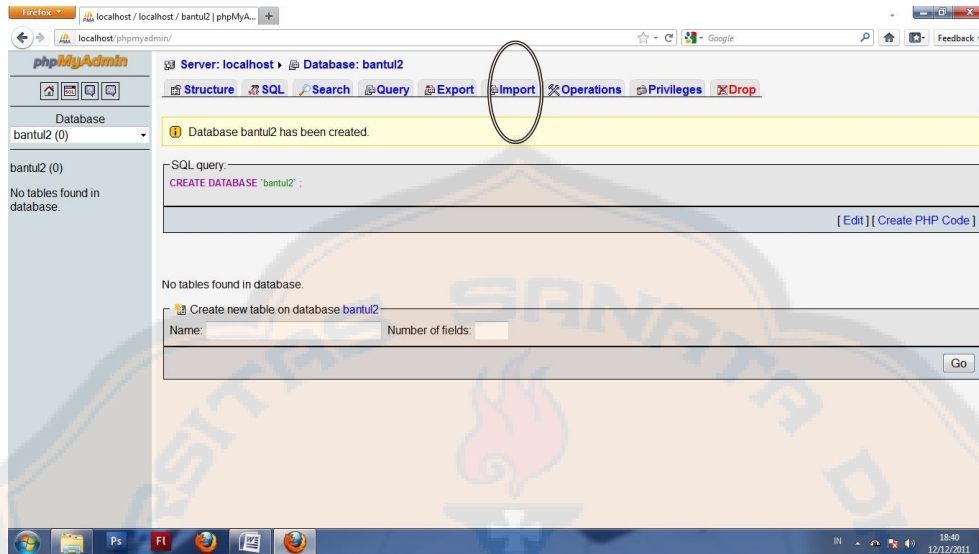 Firefox
localhost / localhost / bantul2 | phpMyA...
localhost/phpmyadmin/
Google
Feedback
phpMyAdmin
Server: localhost Database: bantul2
Structure SQL Search Query Export Import Operations Privileges Drop
SQL
Database
bantul2 (0)
Database bantul2 has been created.
bantul2 (0)
No tables found in
database.
SQL query:
CREATE DATABASE `bantul2` ;
[ Edit ] [ Create PHP Code ]
No tables found in database.
Create new table on database bantul2
Name: Number of fields:
Go
SANATA
Ps
FL
IN
18:40
12/12/2011